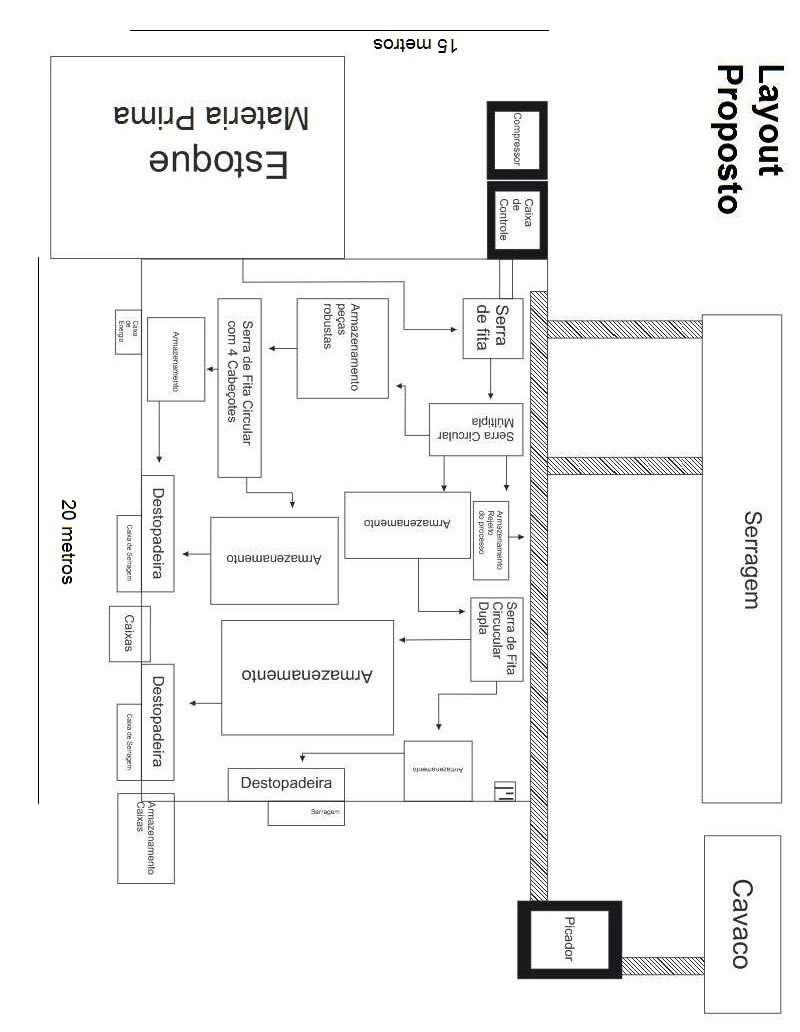 Layout
Proposto
15 metros
Estoque
Materia Prima
Compressor
Caixa
de
Controle
Serra
de fita
Armazenamento
peças
robustas
Serra de Fita Circular
com 4 Cabeçotes
Armazenamento
Caixa
de
Energia
Serra Circular
Múltipla
Serragem
20 metros
Destopadeira
Caixa de Serragem
Armazenamento
Armazenamento
Armazenamento
Rejeito
do processo
Serra de Fita
Circucular
Dupla
Caixas
Armazenamento
Destopadeira
Caixa de Serragem
Armazenamento
Destopadeira
Serragem
Armazenamento
Caixas
Picador
Cavaco